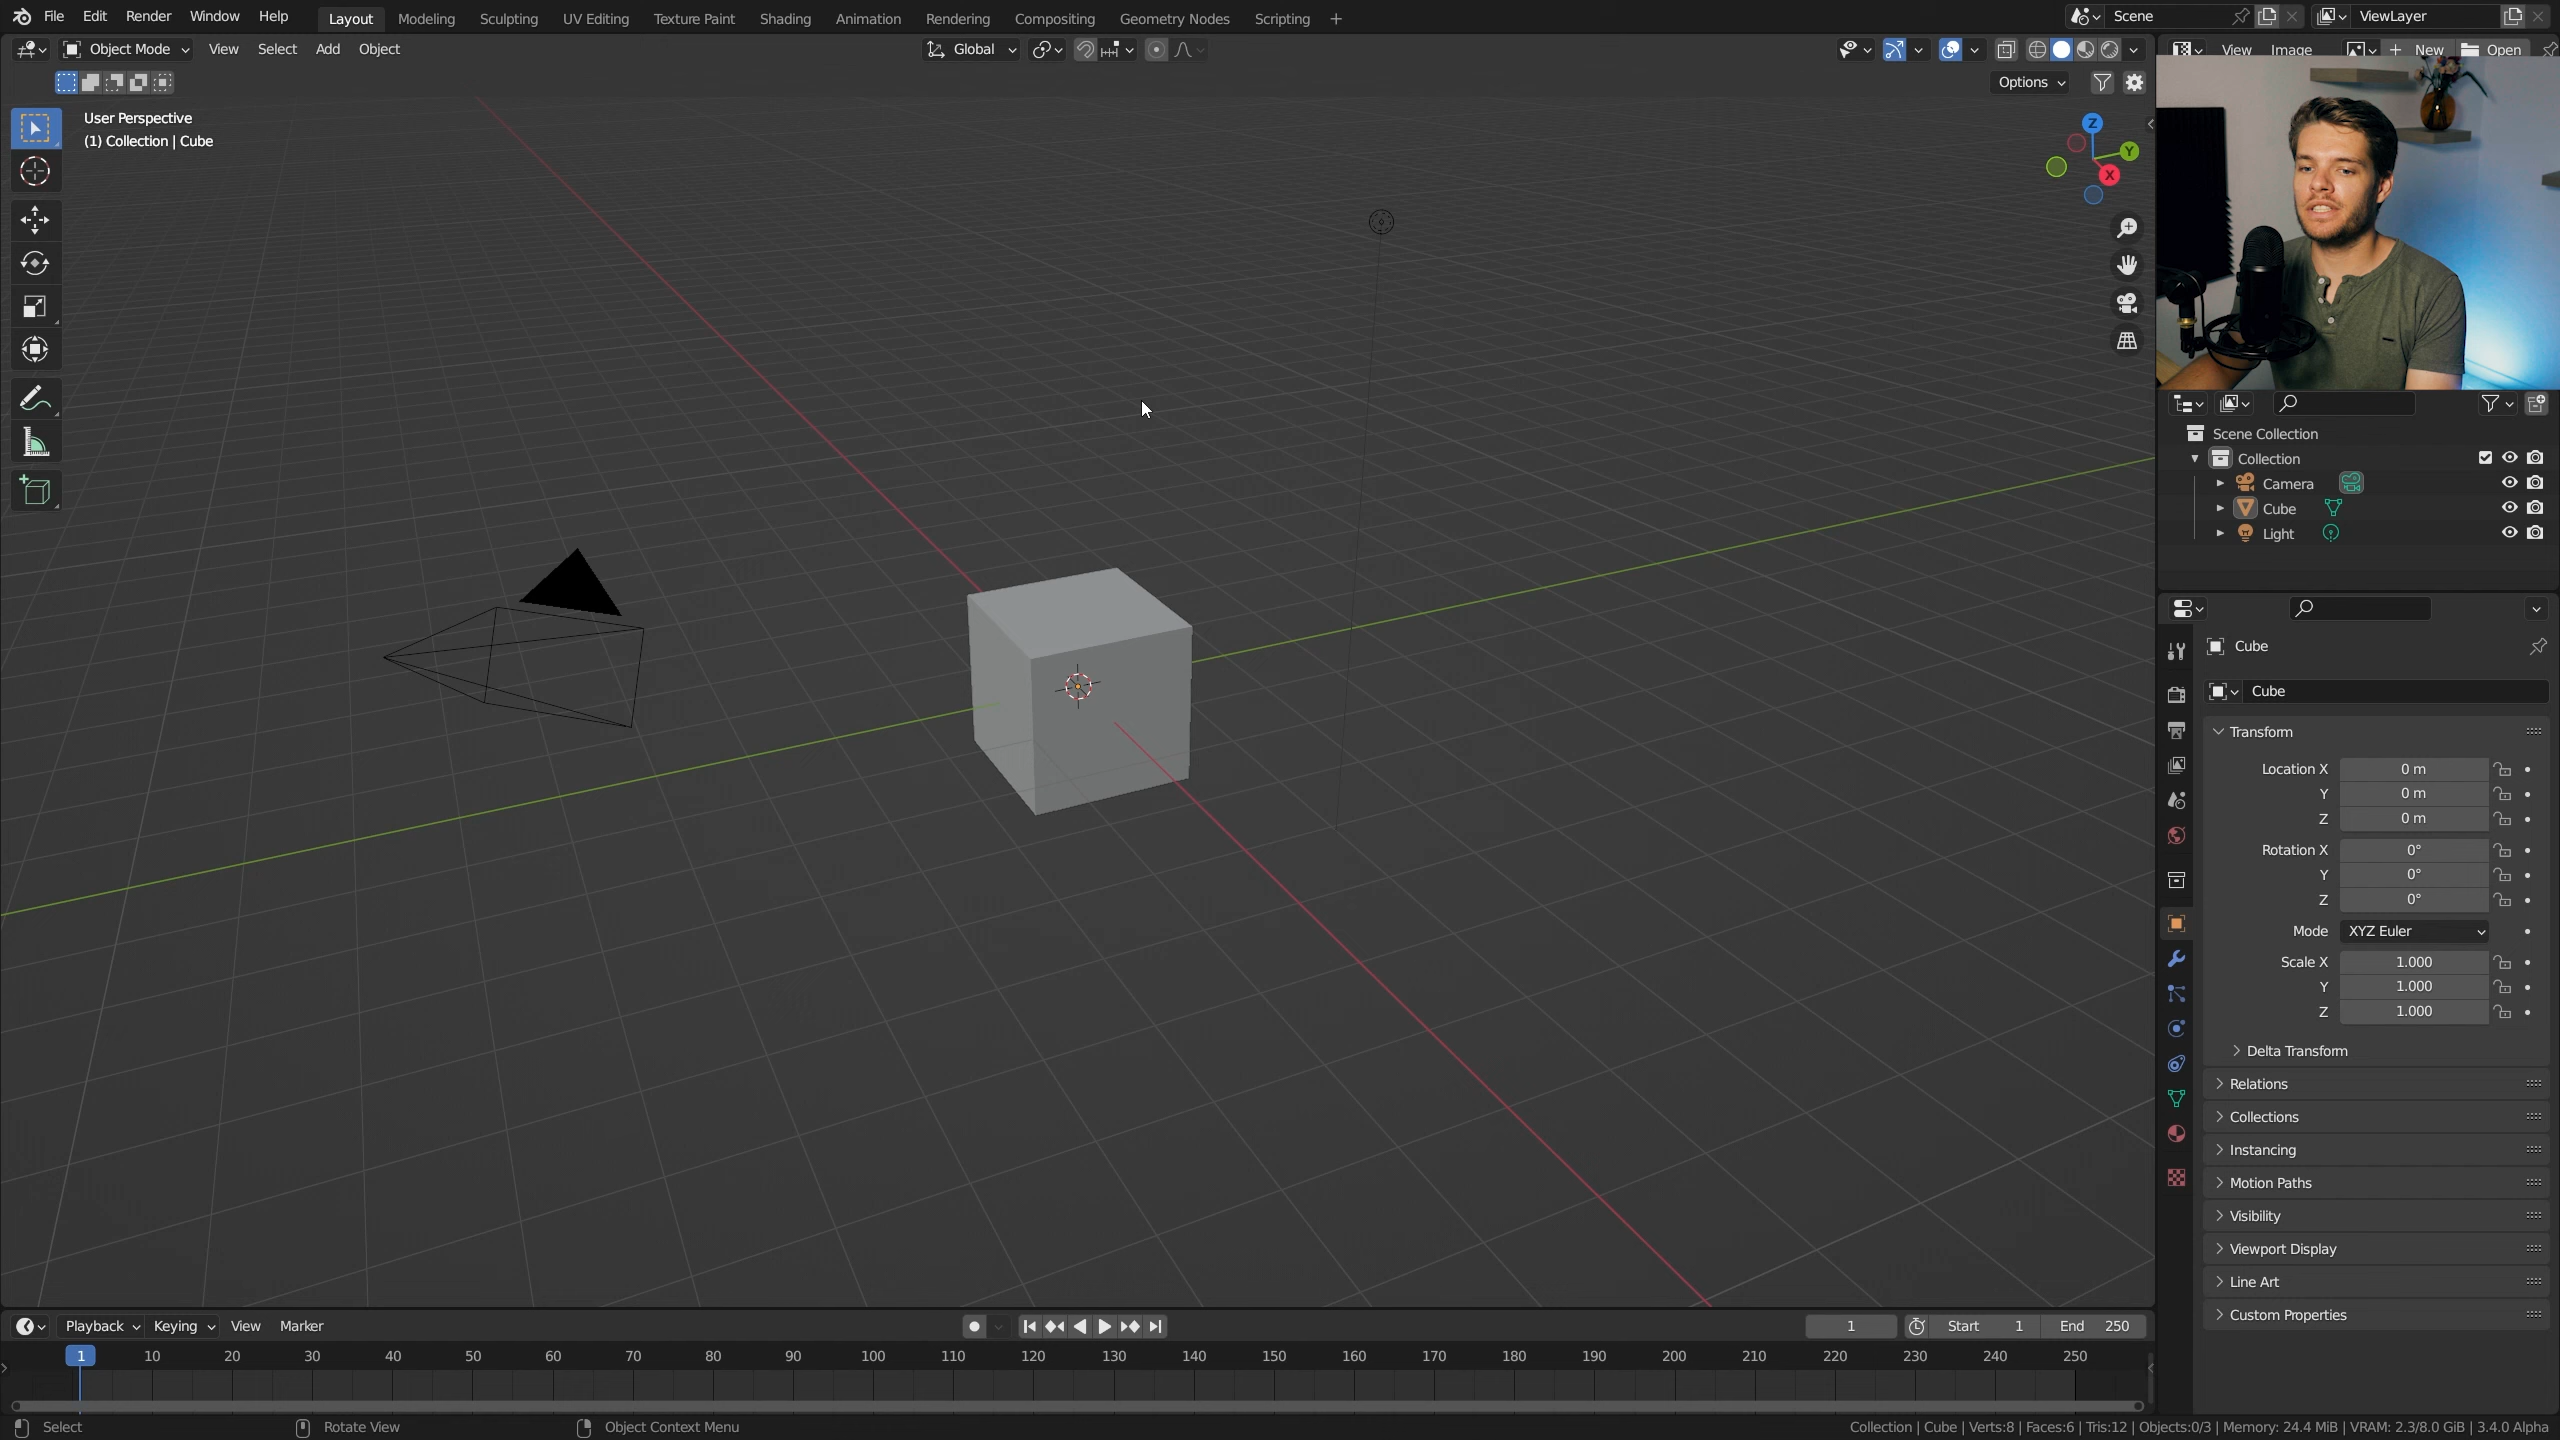 File Edit Render Window Help Layout Modeling Sculpting UV Editing Texture Paint Shading Animation Rendering Compositing Geometry Nodes Scripting + Scene ViewLayer
Object Mode View Select Add Object Global View Image New Open
Options
User Perspective
(1) Collection | Cube
Z
Y
X
Scene Collection
Collection
Camera
Cube
Light
Cube
Cube
Transform
Location X 0 m
Y 0 m
Z 0 m
Rotation X 0°
Y 0°
Z 0°
Mode XYZ Euler
Scale X 1.000
Y 1.000
Z 1.000
Delta Transform
Relations
Collections
Instancing
Motion Paths
Visibility
Viewport Display
Line Art
Custom Properties
Playback Keying View Marker 1 Start 1 End 250
1 10 20 30 40 50 60 70 80 90 100 110 120 130 140 150 160 170 180 190 200 210 220 230 240 250
Select Rotate View Object Context Menu Collection | Cube | Verts:8 | Faces:6 | Tris:12 | Objects:0/3 | Memory: 24.4 MiB | VRAM: 2.3/8.0 GiB | 3.4.0 Alpha